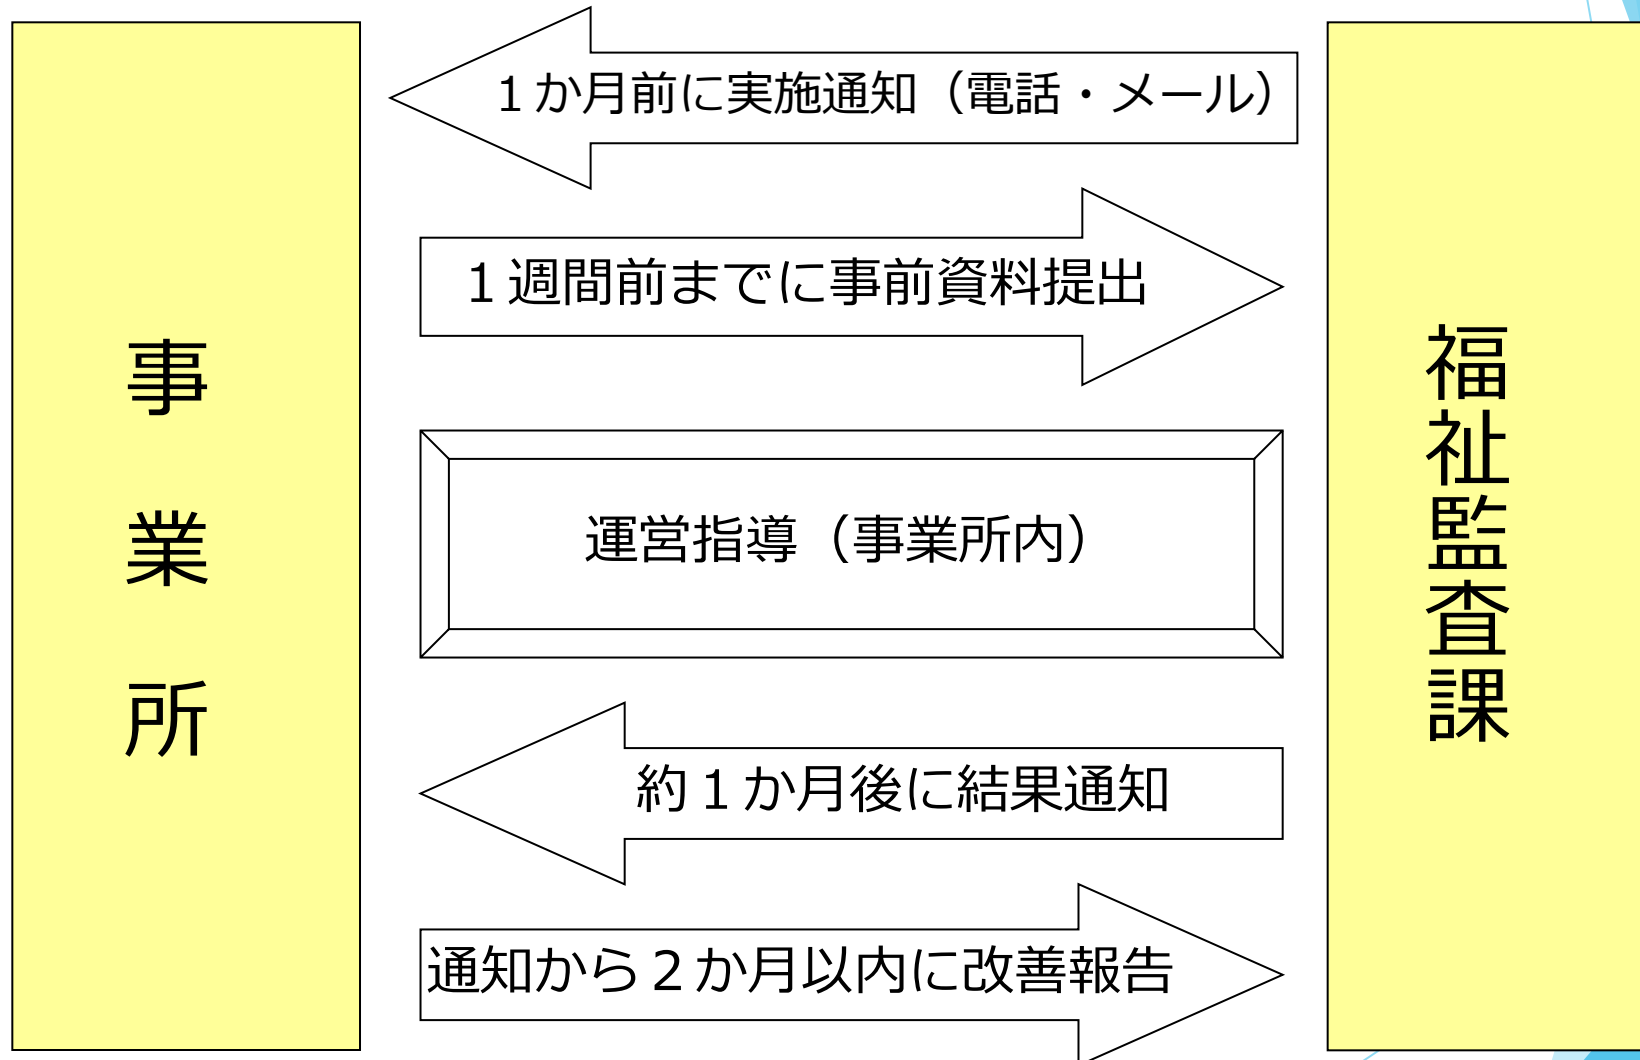 事業所
1か月前に実施通知（電話・メール）
1週間前までに事前資料提出
運営指導（事業所内）
約1か月後に結果通知
通知から2か月以内に改善報告
福祉監査課